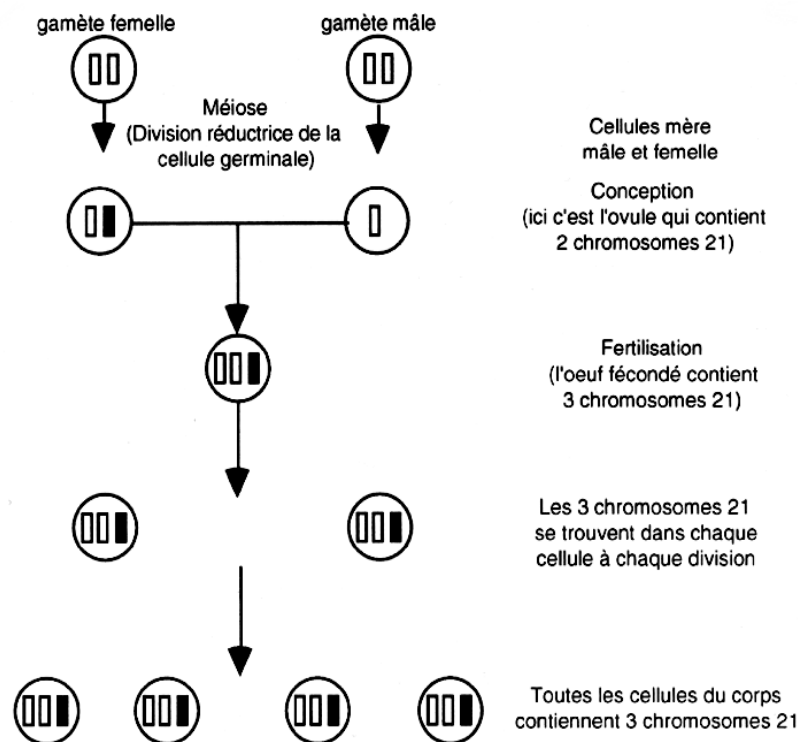 gamète femelle
gamète mâle
Méiose
(Division réductrice de la
cellule germinale)
Cellules mère
mâle et femelle
Conception
(ici c'est l'ovule qui contient
2 chromosomes 21)
Fertilisation
(l'oeuf fécondé contient
3 chromosomes 21)
Les 3 chromosomes 21
se trouvent dans chaque
cellule à chaque division
Toutes les cellules du corps
contiennent 3 chromosomes 21